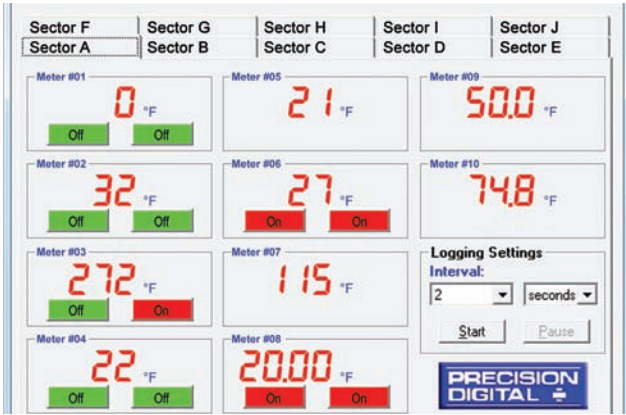 Sector F Sector G Sector H Sector I Sector J
Sector A Sector B Sector C Sector D Sector E
Meter #01 Meter #05 Meter #09
0 °F 21 °F 50.0 °F
Off Off
Meter #02 Meter #06 Meter #10
32 °F 27 °F 74.8 °F
Off Off On On
Meter #03 Meter #07 Logging Settings
272 °F 115 °F Interval:
Off On 2 seconds
Start Pause
Meter #04 Meter #08
22 °F 20.00 °F PRECISION
Off Off On On DIGITAL